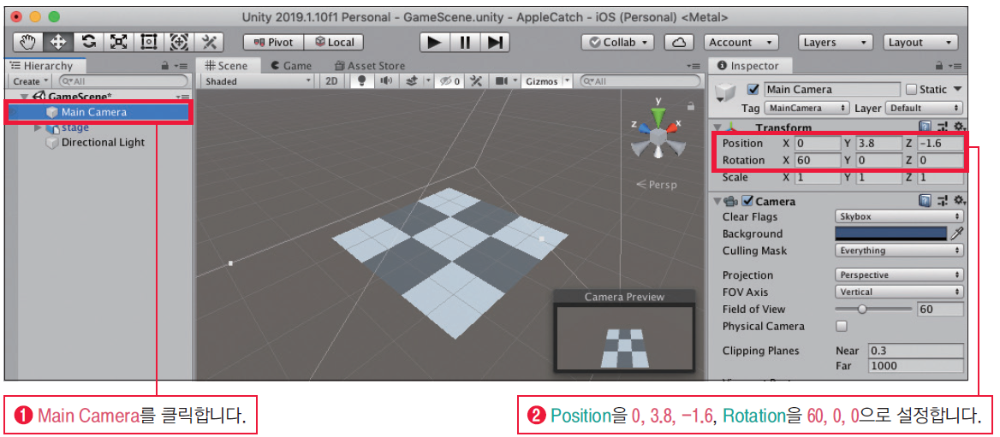 Unity 2019.1.10f1 Personal - GameScene.unity - AppleCatch - iOS (Personal) <Metal>
Pivot Local Collab Account Layers Layout
Hierarchy
Create All
GameScene*
Main Camera
stage
Directional Light
Scene Game Asset Store
Shaded 2D 0 Gizmos All
y
z x
Persp
Camera Preview
Inspector
Main Camera Static
Tag MainCamera Layer Default
Transform
Position X 0 Y 3.8 Z -1.6
Rotation X 60 Y 0 Z 0
Scale X 1 Y 1 Z 1
Camera
Clear Flags Skybox
Background
Culling Mask Everything
Projection Perspective
FOV Axis Vertical
Field of View 60
Physical Camera
Clipping Planes Near 0.3
Far 1000
❶ Main Camera를 클릭합니다.
❷ Position을 0, 3.8, -1.6, Rotation을 60, 0, 0으로 설정합니다.